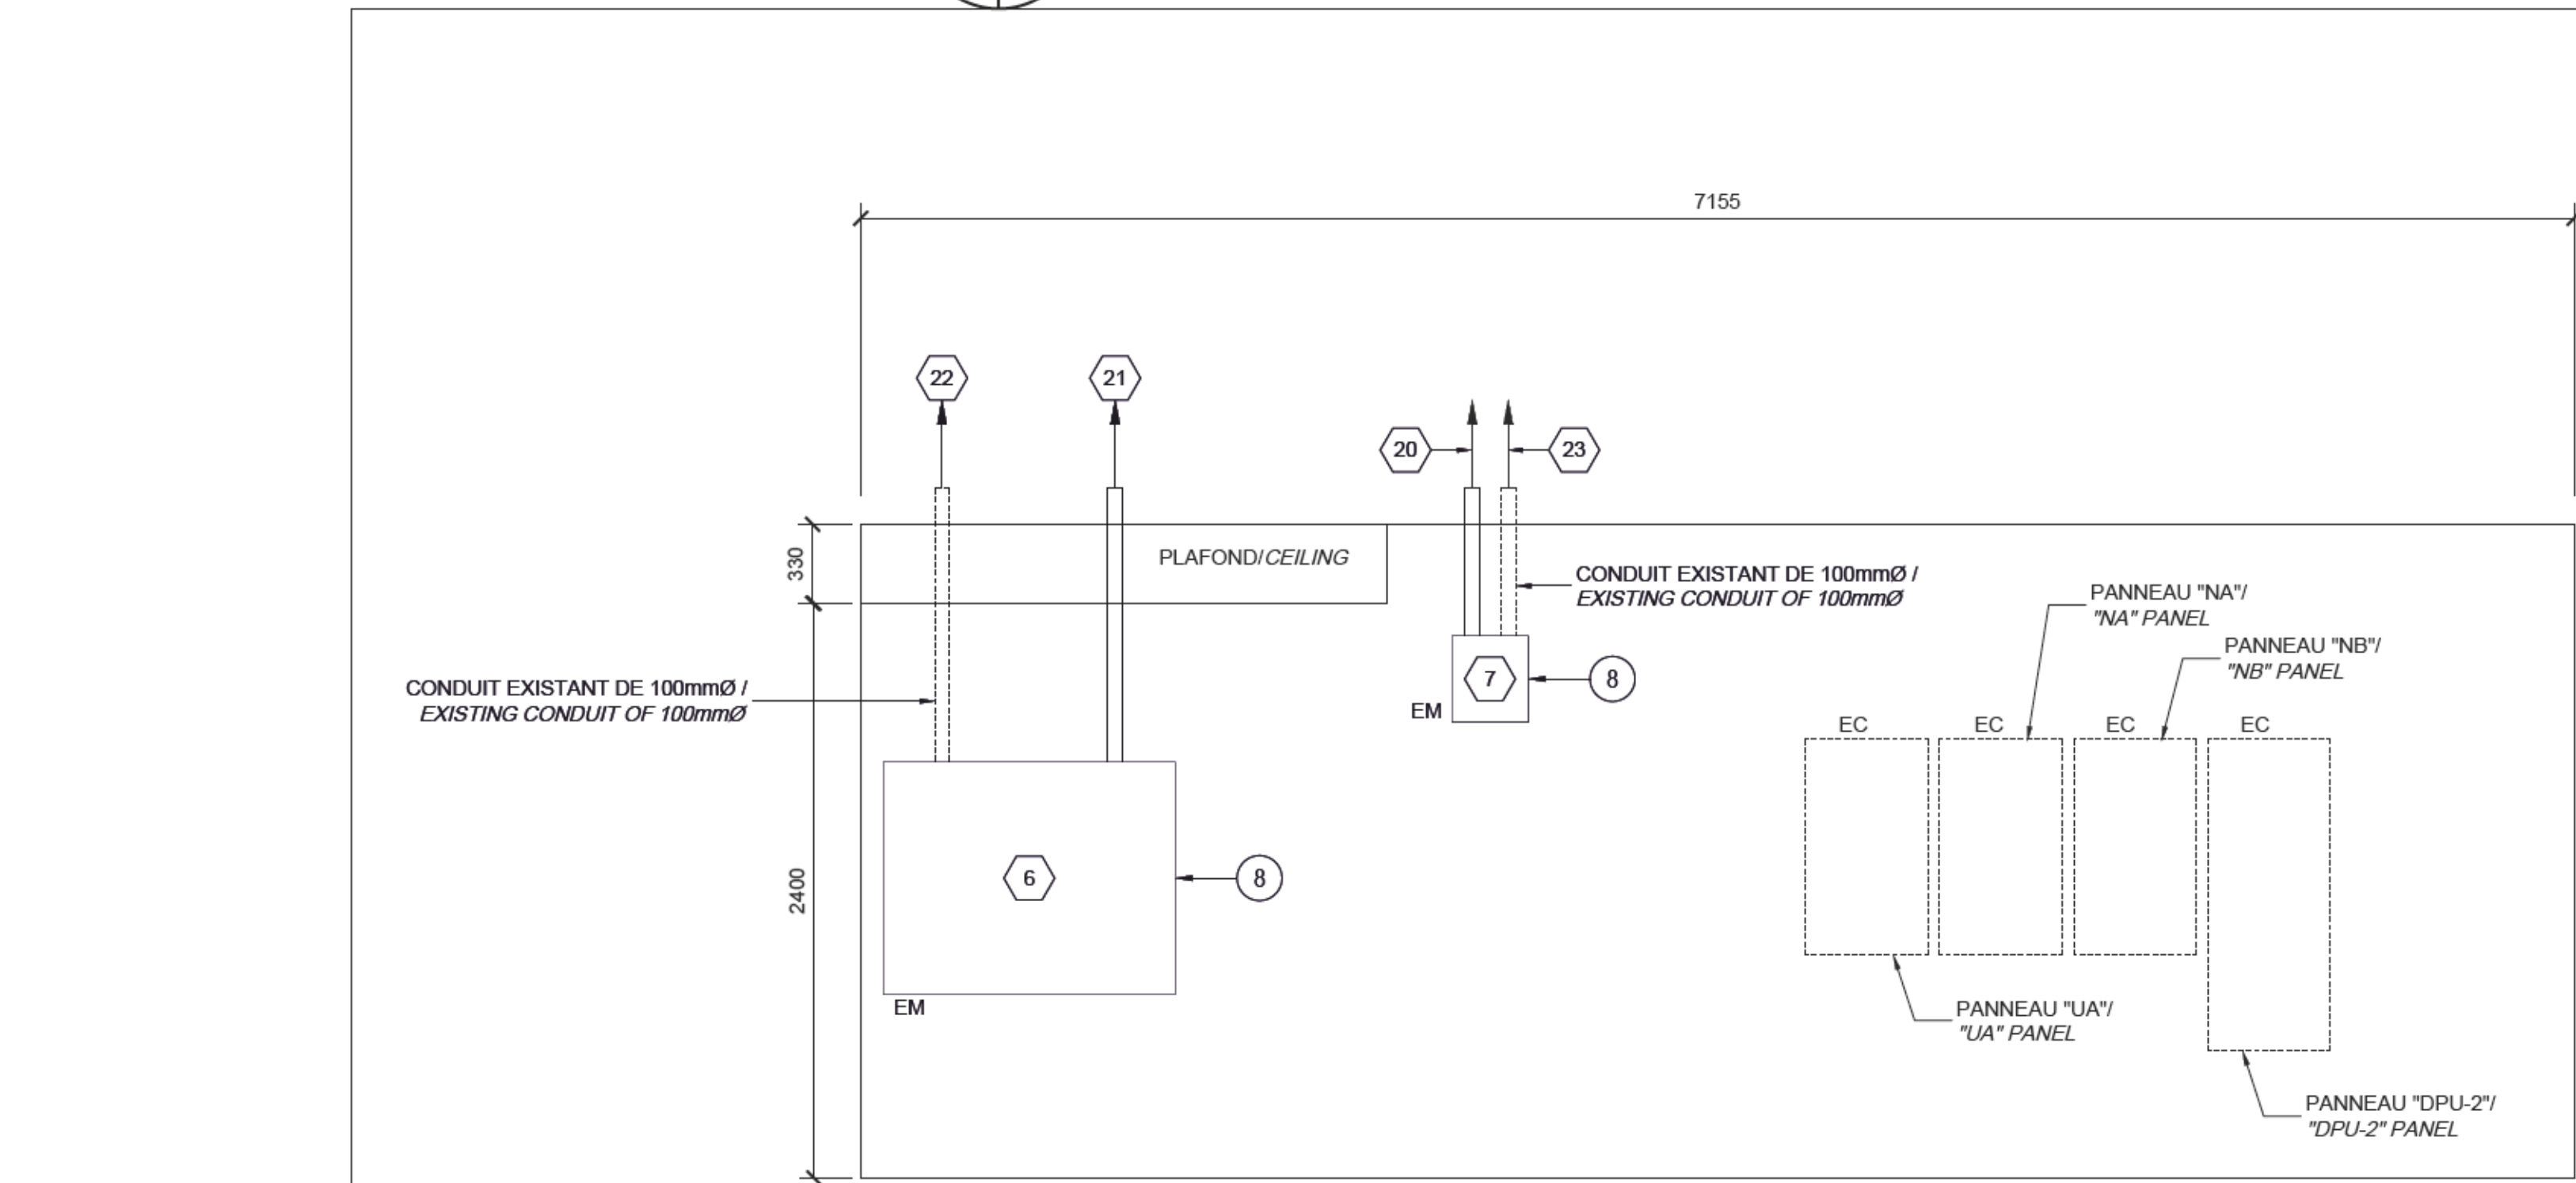 7155
22
21
20
23
330
PLAFOND/CEILING
CONDUIT EXISTANT DE 100mmØ /
EXISTING CONDUIT OF 100mmØ
PANNEAU "NA"/
"NA" PANEL
PANNEAU "NB"/
"NB" PANEL
CONDUIT EXISTANT DE 100mmØ /
EXISTING CONDUIT OF 100mmØ
7
8
EM
EC
EC
EC
EC
2400
6
8
EM
PANNEAU "UA"/
"UA" PANEL
PANNEAU "DPU-2"/
"DPU-2" PANEL